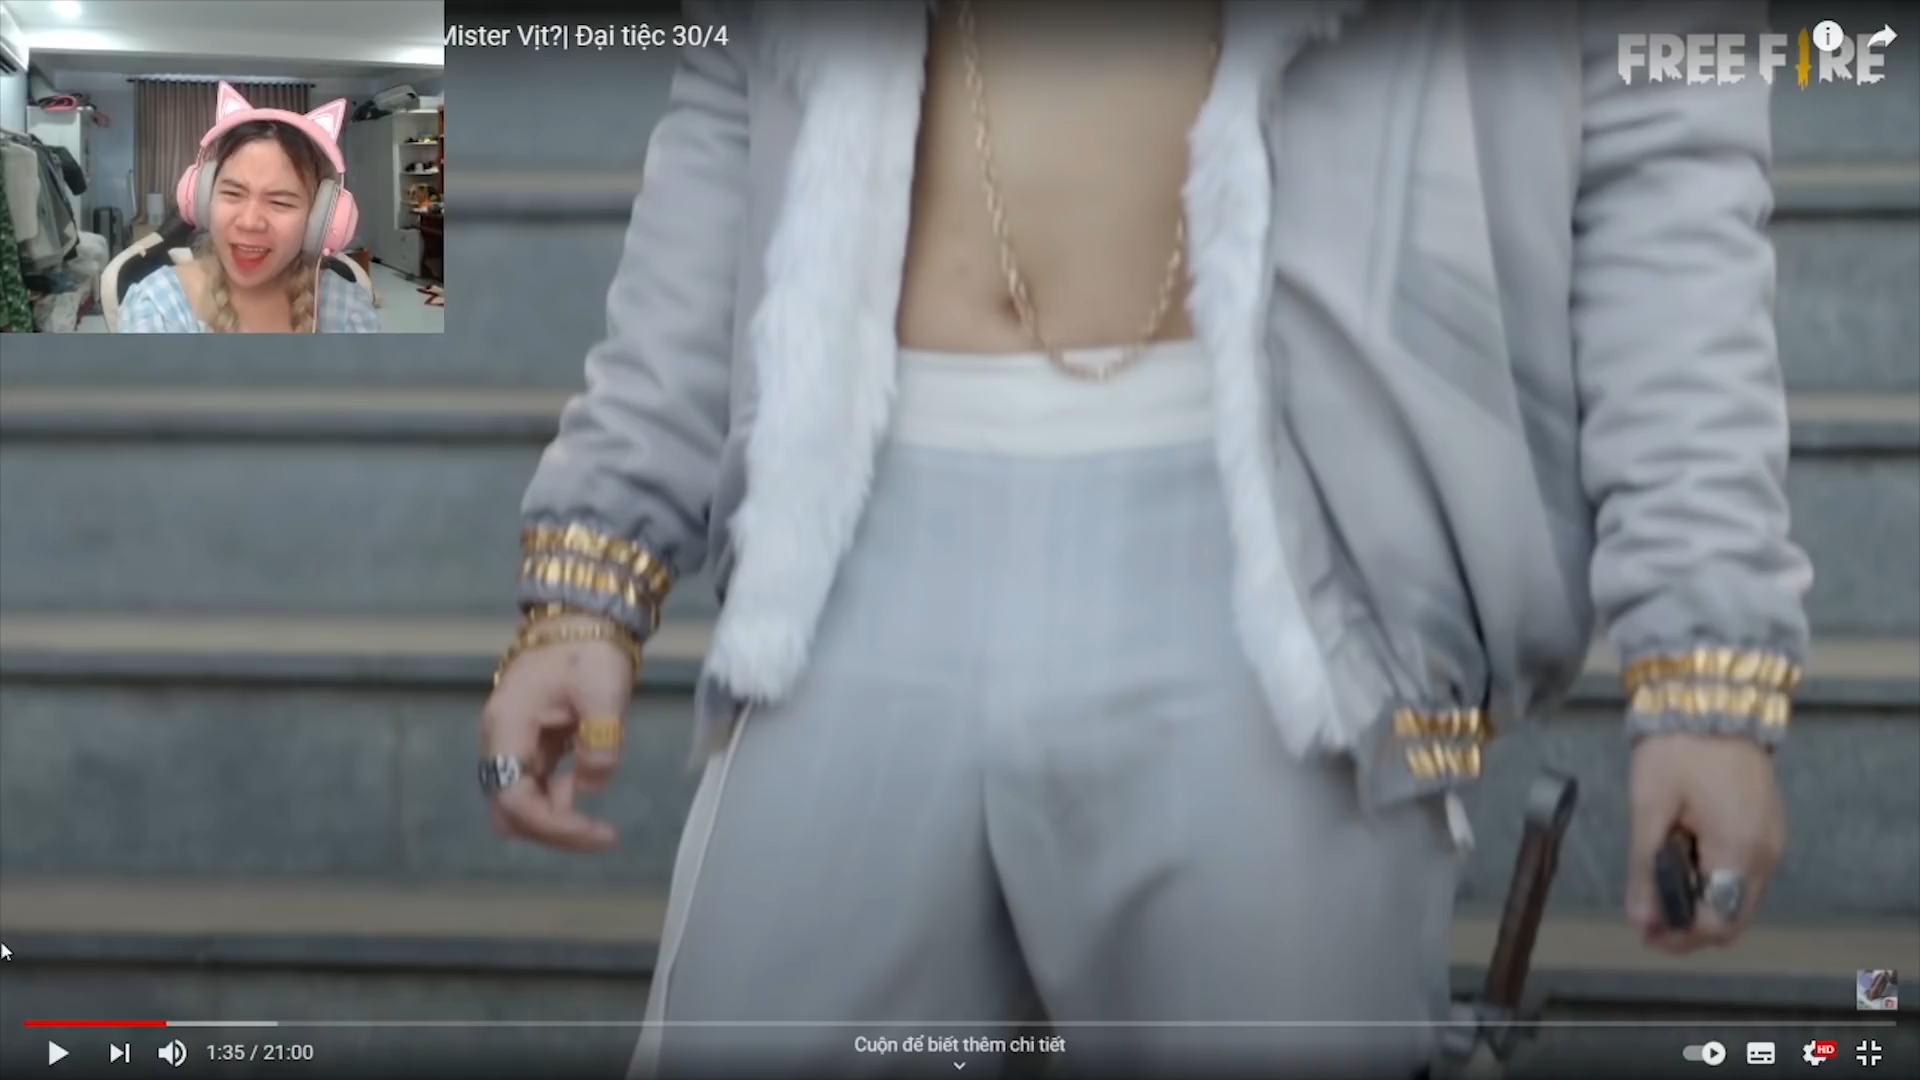 Mister Vịt?| Đại tiệc 30/4
FREE FIRE
1:35 / 21:00
Cuộn để biết thêm chi tiết
HD